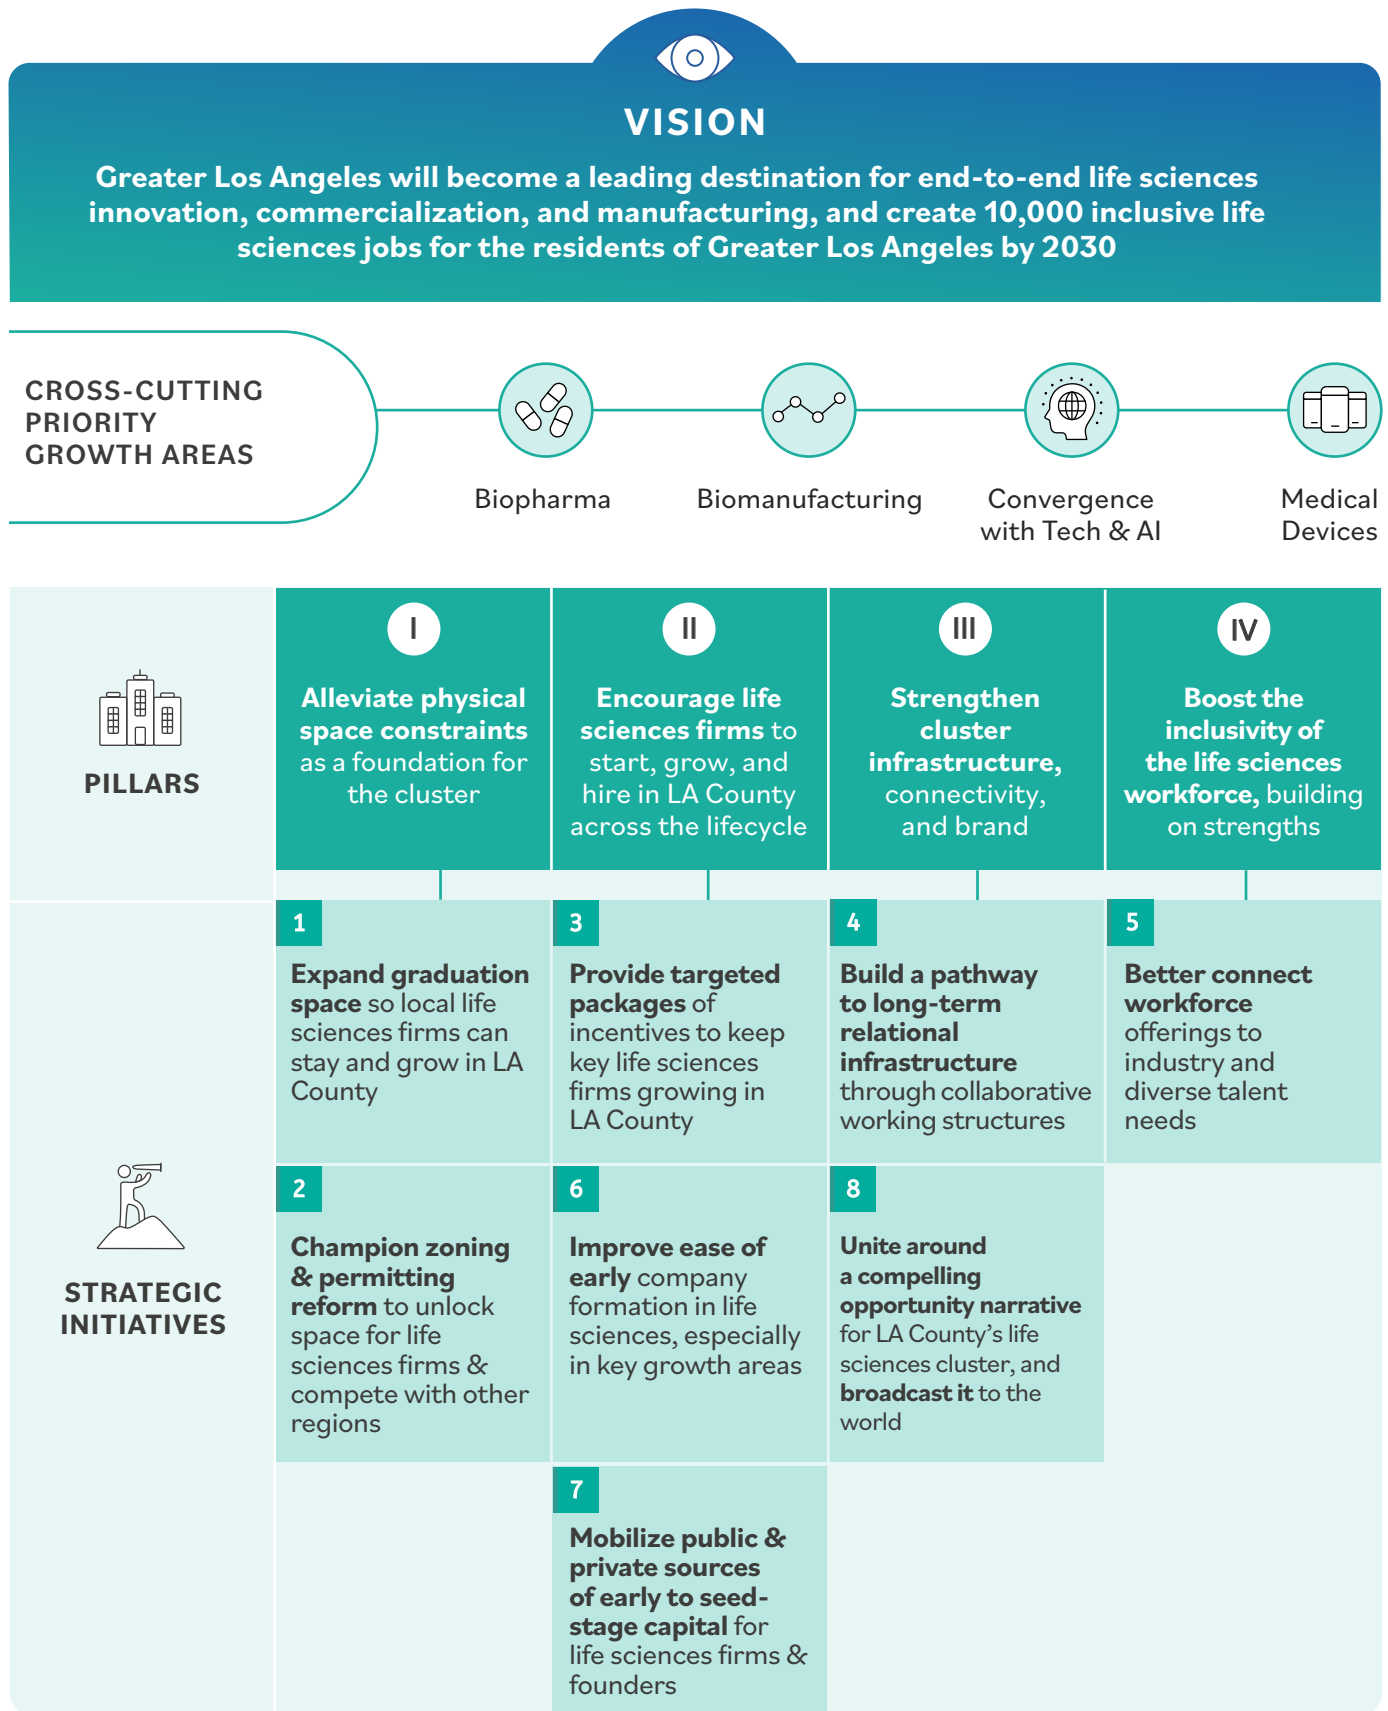 VISION
Greater Los Angeles will become a leading destination for end-to-end life sciences
innovation, commercialization, and manufacturing, and create 10,000 inclusive life
sciences jobs for the residents of Greater Los Angeles by 2030
CROSS-CUTTING
PRIORITY
GROWTH AREAS
Biopharma
Biomanufacturing
Convergence
with Tech & AI
Medical
Devices
PILLARS
I
Alleviate physical
space constraints
as a foundation for
the cluster
II
Encourage life
sciences firms to
start, grow, and
hire in LA County
across the lifecycle
III
Strengthen
cluster
infrastructure,
connectivity,
and brand
IV
Boost the
inclusivity of
the life sciences
workforce, building
on strengths
STRATEGIC
INITIATIVES
1
Expand graduation
space so local life
sciences firms can
stay and grow in LA
County
3
Provide targeted
packages of
incentives to keep
key life sciences
firms growing in
LA County
4
Build a pathway
to long-term
relational
infrastructure
through collaborative
working structures
5
Better connect
workforce
offerings to
industry and
diverse talent
needs
2
Champion zoning
& permitting
reform to unlock
space for life
sciences firms &
compete with other
regions
6
Improve ease of
early company
formation in life
sciences, especially
in key growth areas
8
Unite around
a compelling
opportunity narrative
for LA County's life
sciences cluster, and
broadcast it to the
world
7
Mobilize public &
private sources
of early to seed-
stage capital for
life sciences firms &
founders